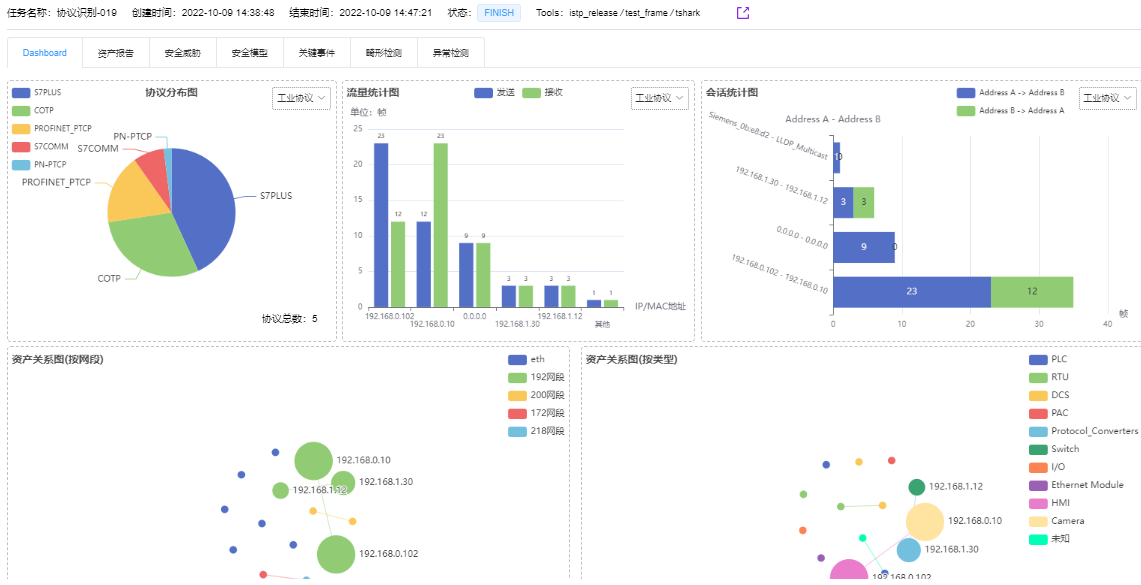 任务名称：协议识别-019 创建时间：2022-10-09 14:38:48 结束时间：2022-10-09 14:47:21 状态：FINISH Tools：istp_release / test_frame / tshark
Dashboard 资产报告 安全威胁 安全模型 关键事件 畸形检测 异常检测
协议分布图
工业协议
S7PLUS
COTP
PROFINET_PTCP
S7COMM
PN-PTCP
PN-PTCP
S7COMM
PROFINET_PTCP
S7PLUS
COTP
协议总数：5
流量统计图
发送 接收
工业协议
单位：帧
25
20
15
10
5
0
23 12
12 23
9 9
3 3
3 3
1 1
192.168.0.102
192.168.0.10
0.0.0.0
192.168.1.30
192.168.1.12
其他
IP/MAC地址
会话统计图
Address A -> Address B
Address B -> Address A
工业协议
Address A - Address B
Siemens_0b:e8:d2 - LLDP_Multicast
1 0
192.168.1.30 - 192.168.1.12
3 3
0.0.0.0 - 0.0.0.0
9 0
192.168.0.102 - 192.168.0.10
23 12
0 10 20 30 40
帧
资产关系图(按网段)
eth
192网段
200网段
172网段
218网段
192.168.0.10
192.168.1.30
192.168.1.12
192.168.0.102
资产关系图(按类型)
PLC
RTU
DCS
PAC
Protocol_Converters
Switch
I/O
Ethernet Module
HMI
Camera
未知
192.168.1.12
192.168.0.10
192.168.1.30
192.168.0.102